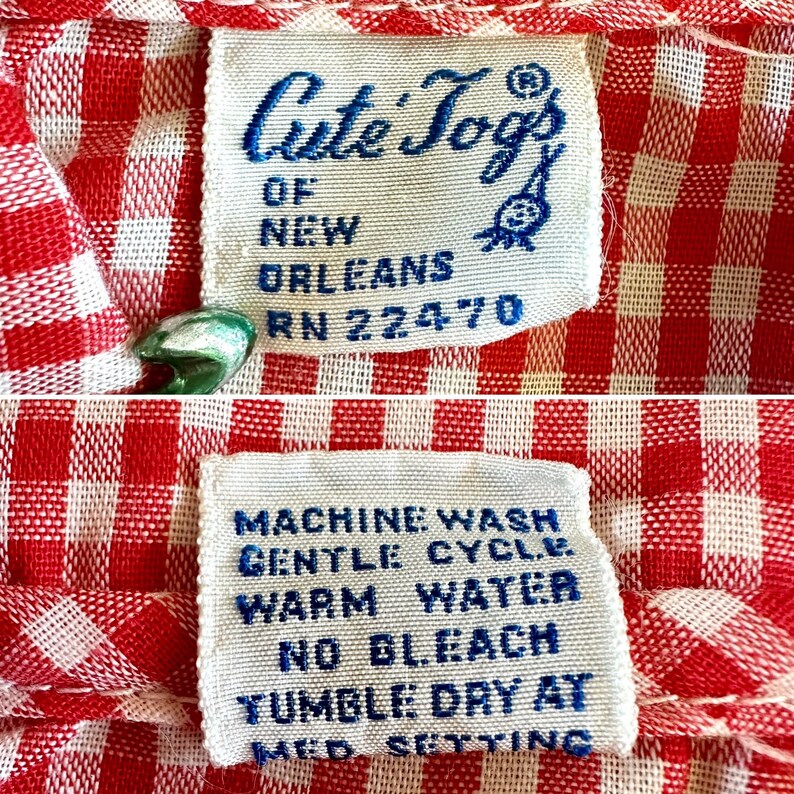 Cute Togs®
OF
NEW
ORLEANS
RN 22470
MACHINE WASH
GENTLE CYCLE
WARM WATER
NO BLEACH
TUMBLE DRY AT
MED. SETTING